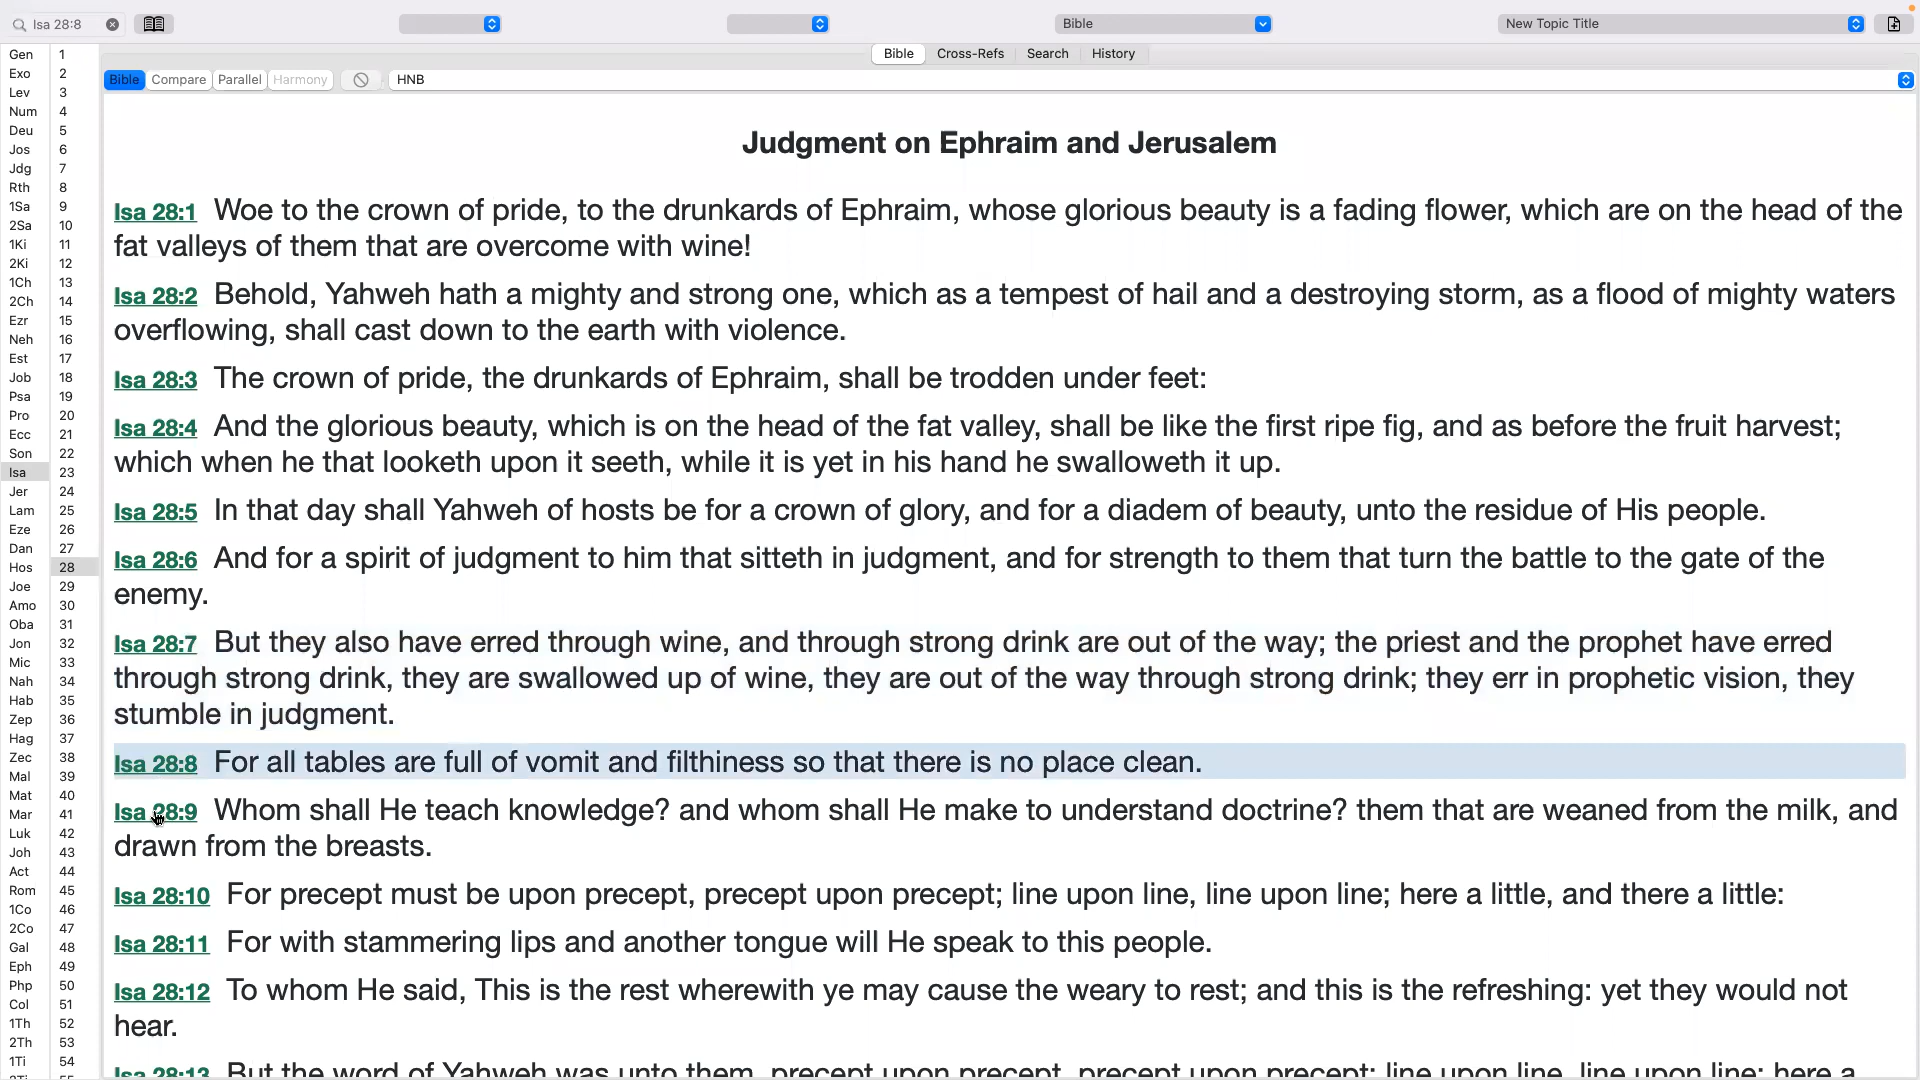 Isa 28:8
Bible
New Topic Title
Bible Cross-Refs Search History
Bible Compare Parallel Harmony HNB
Gen 1
Exo 2
Lev 3
Num 4
Deu 5
Jos 6
Jdg 7
Rth 8
1Sa 9
2Sa 10
1Ki 11
2Ki 12
1Ch 13
2Ch 14
Ezr 15
Neh 16
Est 17
Job 18
Psa 19
Pro 20
Ecc 21
Son 22
Isa 23
Jer 24
Lam 25
Eze 26
Dan 27
Hos 28
Joe 29
Amo 30
Oba 31
Jon 32
Mic 33
Nah 34
Hab 35
Zep 36
Hag 37
Zec 38
Mal 39
Mat 40
Mar 41
Luk 42
Joh 43
Act 44
Rom 45
1Co 46
2Co 47
Gal 48
Eph 49
Php 50
Col 51
1Th 52
2Th 53
1Ti 54
Judgment on Ephraim and Jerusalem
Isa 28:1 Woe to the crown of pride, to the drunkards of Ephraim, whose glorious beauty is a fading flower, which are on the head of the
fat valleys of them that are overcome with wine!
Isa 28:2 Behold, Yahweh hath a mighty and strong one, which as a tempest of hail and a destroying storm, as a flood of mighty waters
overflowing, shall cast down to the earth with violence.
Isa 28:3 The crown of pride, the drunkards of Ephraim, shall be trodden under feet:
Isa 28:4 And the glorious beauty, which is on the head of the fat valley, shall be like the first ripe fig, and as before the fruit harvest;
which when he that looketh upon it seeth, while it is yet in his hand he swalloweth it up.
Isa 28:5 In that day shall Yahweh of hosts be for a crown of glory, and for a diadem of beauty, unto the residue of His people.
Isa 28:6 And for a spirit of judgment to him that sitteth in judgment, and for strength to them that turn the battle to the gate of the
enemy.
Isa 28:7 But they also have erred through wine, and through strong drink are out of the way; the priest and the prophet have erred
through strong drink, they are swallowed up of wine, they are out of the way through strong drink; they err in prophetic vision, they
stumble in judgment.
Isa 28:8 For all tables are full of vomit and filthiness so that there is no place clean.
Isa 28:9 Whom shall He teach knowledge? and whom shall He make to understand doctrine? them that are weaned from the milk, and
drawn from the breasts.
Isa 28:10 For precept must be upon precept, precept upon precept; line upon line, line upon line; here a little, and there a little:
Isa 28:11 For with stammering lips and another tongue will He speak to this people.
Isa 28:12 To whom He said, This is the rest wherewith ye may cause the weary to rest; and this is the refreshing: yet they would not
hear.
Isa 28:13 But the word of Yahweh was unto them, precept upon precept, precept upon precept; line upon line, line upon line; here a